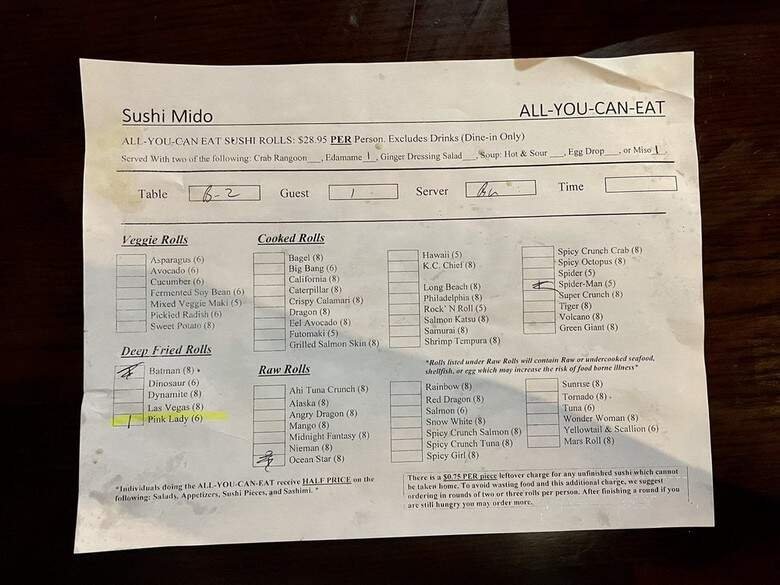 Sushi Mido
ALL-YOU-CAN-EAT
ALL-YOU-CAN EAT SUSHI ROLLS: $28.95 PER Person. Excludes Drinks (Dine-in Only)
Served With two of the following: Crab Rangoon___, Edamame 1, Ginger Dressing Salad___, Soup: Hot & Sour___, Egg Drop___, or Miso 1
Table B-2 Guest 1 Server Time
Veggie Rolls
Asparagus (6)
Avocado (6)
Cucumber (6)
Fermented Soy Bean (6)
Mixed Veggie Maki (5)
Pickled Radish (6)
Sweet Potato (8)
Cooked Rolls
Bagel (8)
Big Bang (6)
California (8)
Caterpillar (8)
Crispy Calamari (8)
Dragon (8)
Eel Avocado (8)
Futomaki (5)
Grilled Salmon Skin (8)
Hawaii (5)
K.C. Chief (8)
Long Beach (8)
Philadelphia (8)
Rock' N Roll (5)
Salmon Katsu (8)
Samurai (8)
Shrimp Tempura (8)
Spicy Crunch Crab (8)
Spicy Octopus (8)
Spider (5)
Spider-Man (5)
Super Crunch (8)
Tiger (8)
Volcano (8)
Green Giant (8)
Deep Fried Rolls
Batman (8)
Dinosaur (6)
Dynamite (8)
Las Vegas (8)
1 Pink Lady (6)
Raw Rolls
*Rolls listed under Raw Rolls will contain Raw or undercooked seafood,
shellfish, or egg which may increase the risk of food borne illness*
Ahi Tuna Crunch (8)
Alaska (8)
Angry Dragon (8)
Mango (8)
Midnight Fantasy (8)
Nieman (8)
Ocean Star (8)
Rainbow (8)
Red Dragon (8)
Salmon (6)
Snow White (8)
Spicy Crunch Salmon (8)
Spicy Crunch Tuna (8)
Spicy Girl (8)
Sunrise (8)
Tornado (8)
Tuna (6)
Wonder Woman (8)
Yellowtail & Scallion (6)
Mars Roll (8)
*Individuals doing the ALL-YOU-CAN-EAT receive HALF PRICE on the
following: Salads, Appetizers, Sushi Pieces, and Sashimi. *
There is a $0.75 PER piece leftover charge for any unfinished sushi which cannot
be taken home. To avoid wasting food and this additional charge, we suggest
ordering in rounds of two or three rolls per person. After finishing a round if you
are still hungry you may order more.